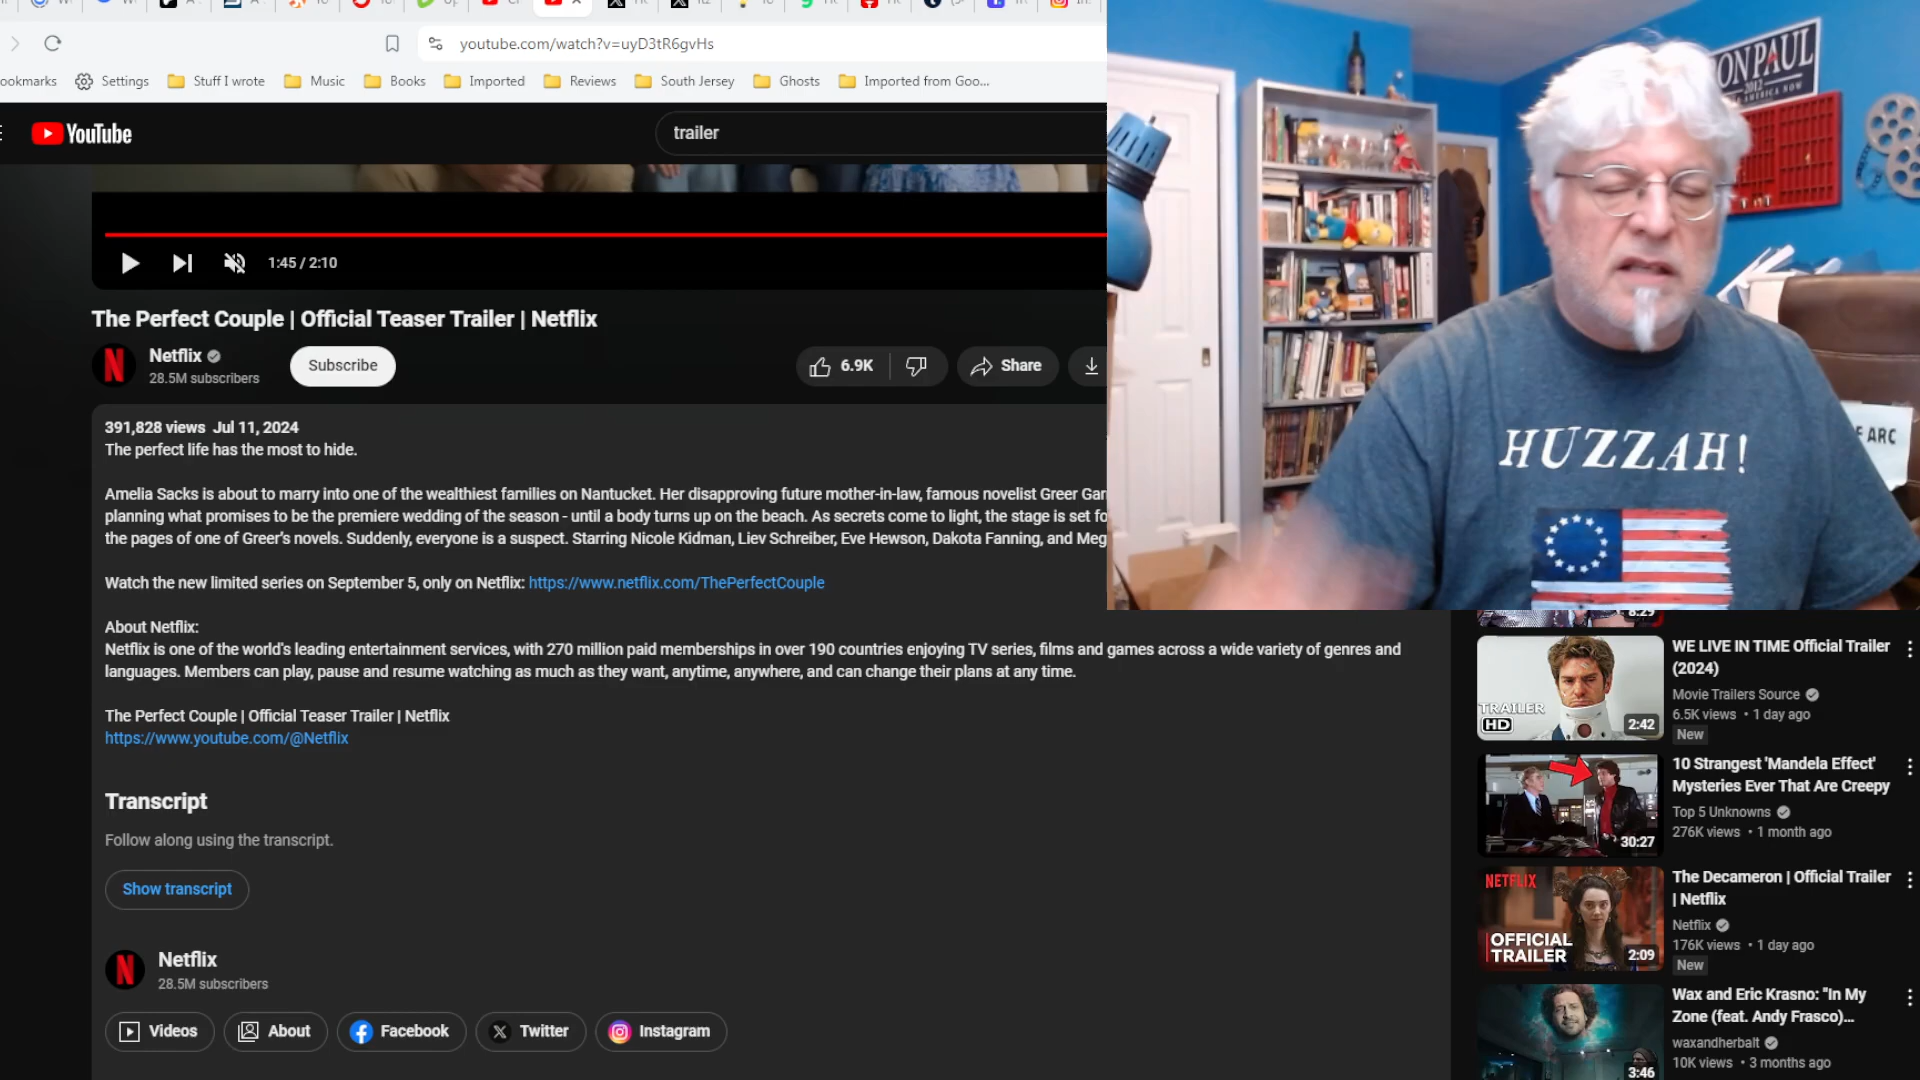 ookmarks
Settings
Stuff I wrote
Music
Books
Imported
Reviews
South Jersey
Ghosts
Imported from Goo...
youtube.com/watch?v=uyD3tR6gvHs
YouTube
trailer
1:45 / 2:10
The Perfect Couple | Official Teaser Trailer | Netflix
Netflix
28.5M subscribers
Subscribe
6.9K
Share
391,828 views Jul 11, 2024
The perfect life has the most to hide.
Amelia Sacks is about to marry into one of the wealthiest families on Nantucket. Her disapproving future mother-in-law, famous novelist Greer Gar
planning what promises to be the premiere wedding of the season - until a body turns up on the beach. As secrets come to light, the stage is set fo
the pages of one of Greer's novels. Suddenly, everyone is a suspect. Starring Nicole Kidman, Liev Schreiber, Eve Hewson, Dakota Fanning, and Meg
Watch the new limited series on September 5, only on Netflix: https://www.netflix.com/ThePerfectCouple
About Netflix:
Netflix is one of the world's leading entertainment services, with 270 million paid memberships in over 190 countries enjoying TV series, films and games across a wide variety of genres and
languages. Members can play, pause and resume watching as much as they want, anytime, anywhere, and can change their plans at any time.
The Perfect Couple | Official Teaser Trailer | Netflix
https://www.youtube.com/@Netflix
Transcript
Follow along using the transcript.
Show transcript
Netflix
28.5M subscribers
Videos
About
Facebook
Twitter
Instagram
ON PAUL
2012
AMERICA NOW
HUZZAH!
ARC
8:29
TRAILER
HD
2:42
WE LIVE IN TIME Official Trailer
(2024)
Movie Trailers Source
6.5K views • 1 day ago
New
30:27
10 Strangest 'Mandela Effect'
Mysteries Ever That Are Creepy
Top 5 Unknowns
276K views • 1 month ago
NETFLIX
OFFICIAL
TRAILER
2:09
The Decameron | Official Trailer
| Netflix
Netflix
176K views • 1 day ago
New
3:46
Wax and Eric Krasno: "In My
Zone (feat. Andy Frasco)...
waxandherbalt
10K views • 3 months ago